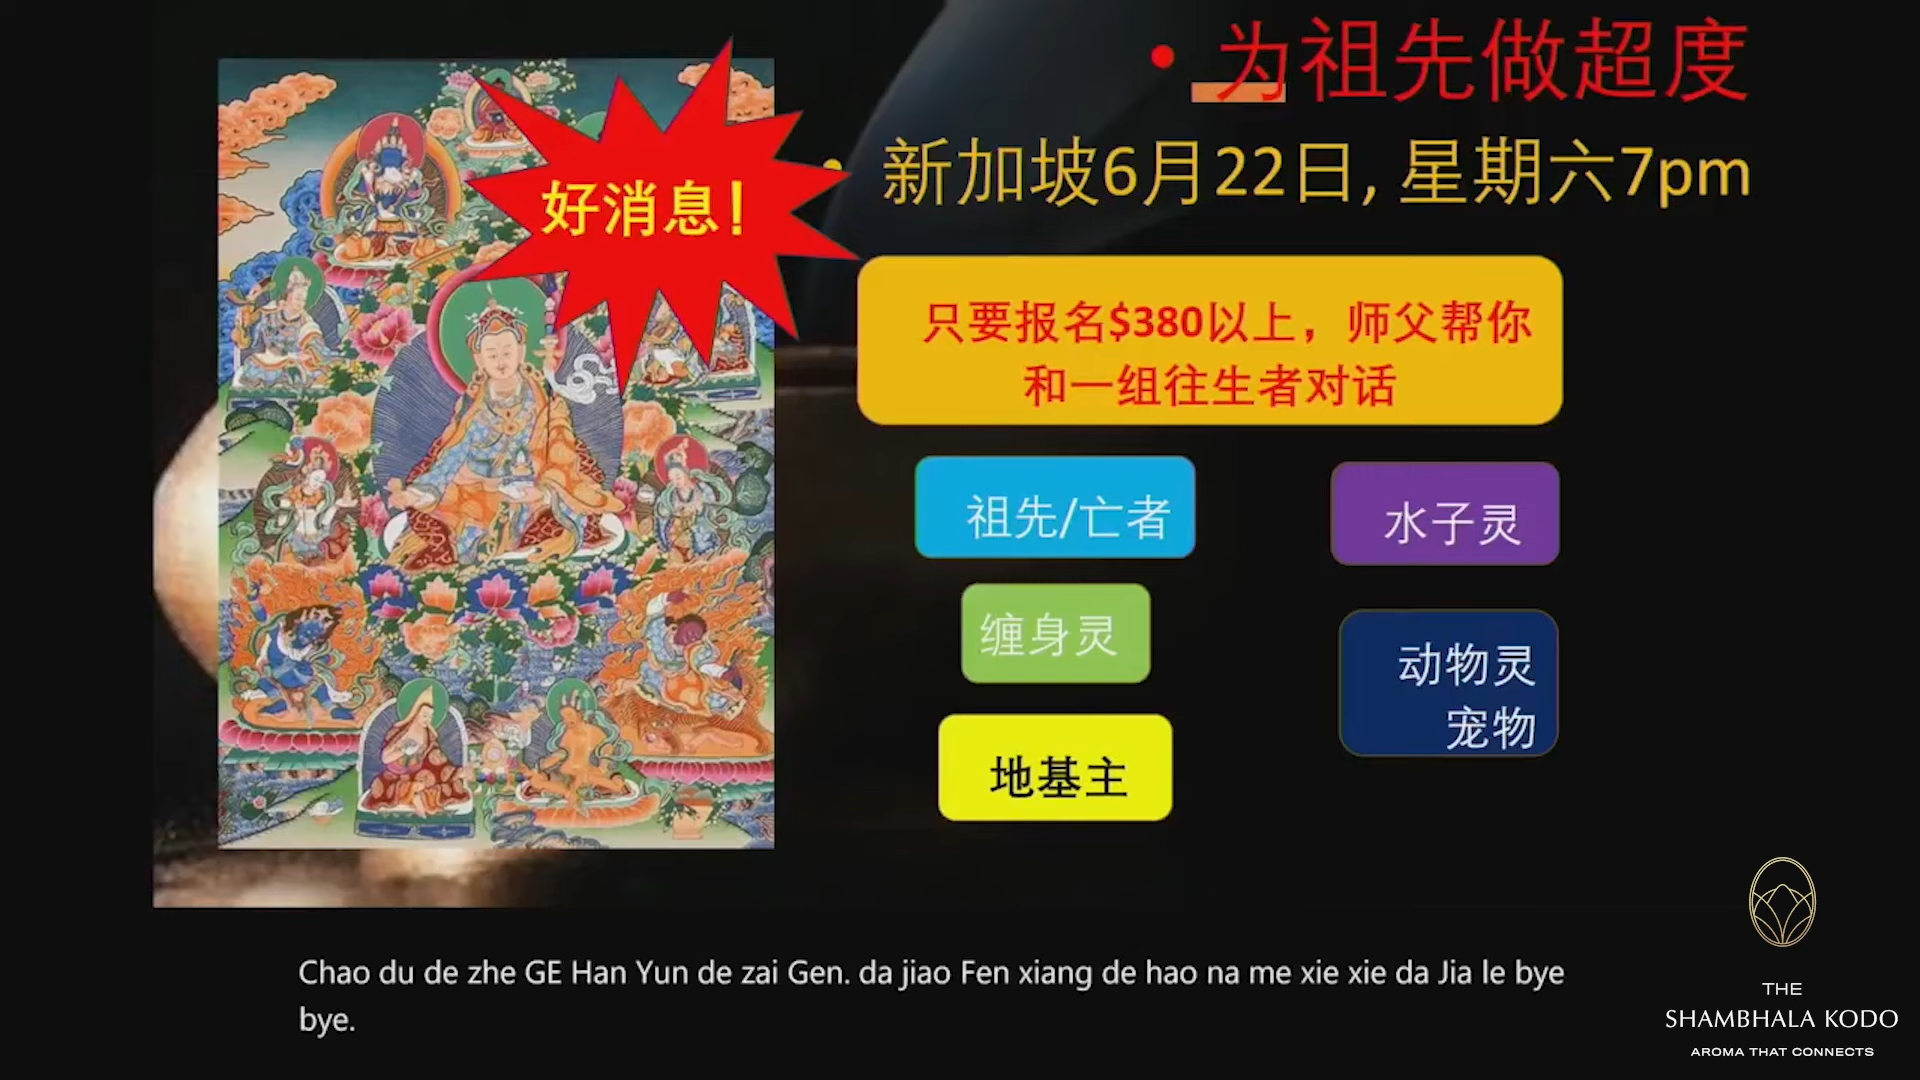 为祖先做超度
新加坡6月22日, 星期六7pm
好消息！
只要报名$380以上，师父帮你
和一组往生者对话
祖先/亡者
水子灵
缠身灵
动物灵
宠物
地基主
Chao du de zhe GE Han Yun de zai Gen. da jiao Fen xiang de hao na me xie xie da Jia le bye
bye.
THE
SHAMBHALA KODO
AROMA THAT CONNECTS